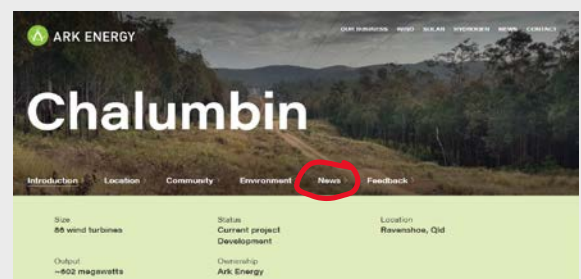 ARK ENERGY
OUR BUSINESS WIND SOLAR HYDROGEN NEWS CONTACT
Chalumbin
Introduction Location Community Environment News Feedback
Size Status Location
86 wind turbines Current project Ravenshoe, Qld
Development
Output Ownership
~602 megawatts Ark Energy